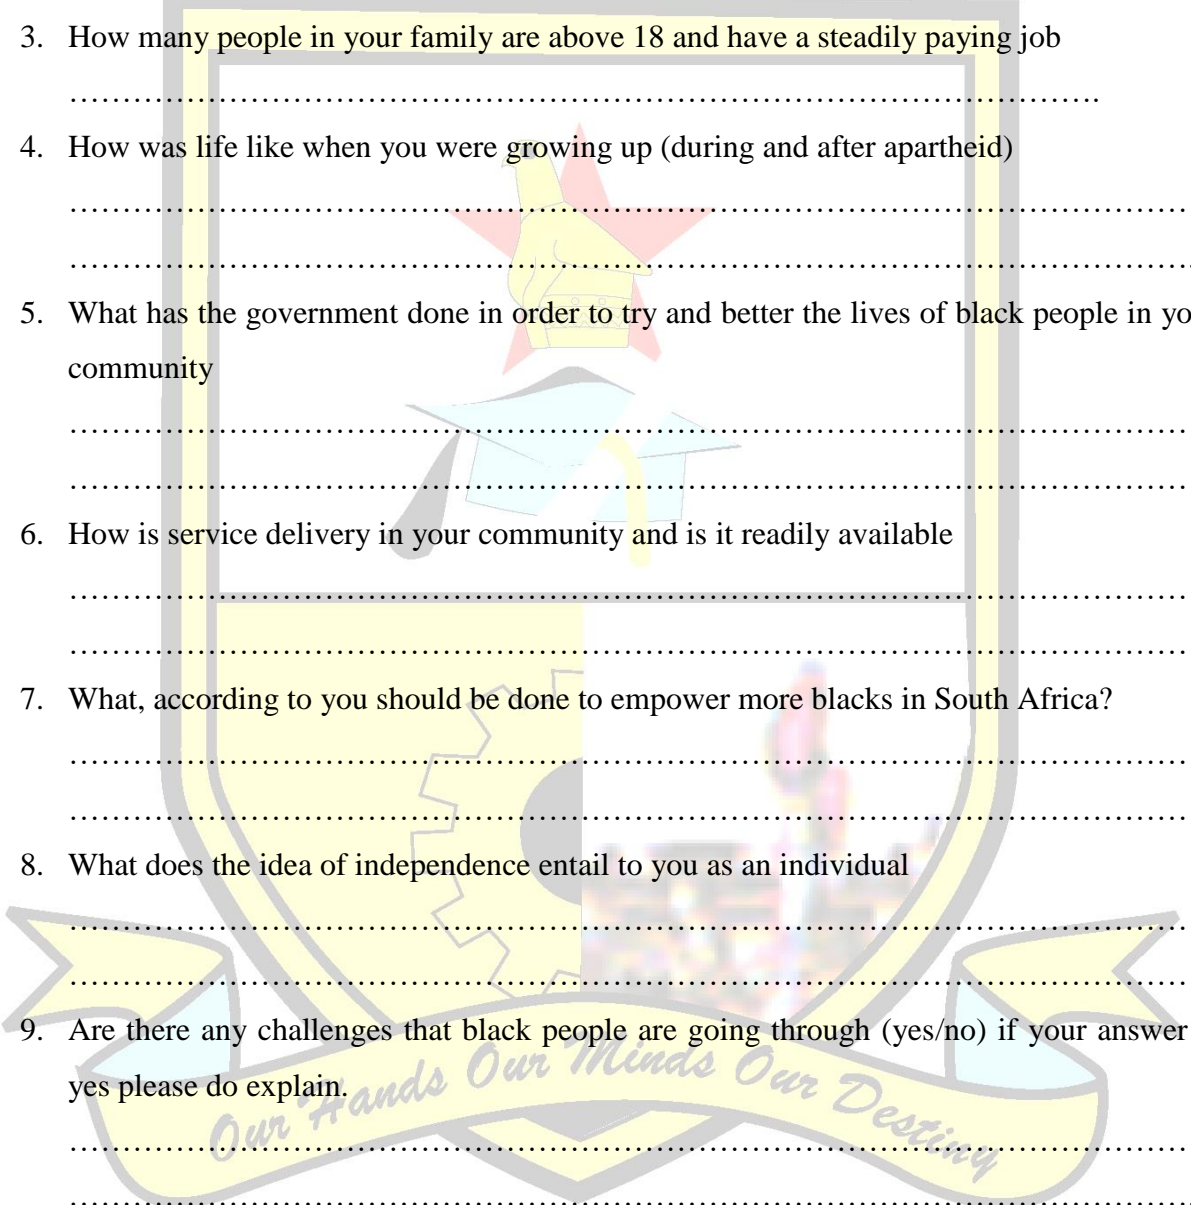 3. How many people in your family are above 18 and have a steadily paying job
……………………………………………………………………………………….
4. How was life like when you were growing up (during and after apartheid)
………………………………………………………………………………………………
………………………………………………………………………………………………
5. What has the government done in order to try and better the lives of black people in yo
community
………………………………………………………………………………………………
………………………………………………………………………………………………
6. How is service delivery in your community and is it readily available
………………………………………………………………………………………………
………………………………………………………………………………………………
7. What, according to you should be done to empower more blacks in South Africa?
………………………………………………………………………………………………
………………………………………………………………………………………………
8. What does the idea of independence entail to you as an individual
………………………………………………………………………………………………
………………………………………………………………………………………………
9. Are there any challenges that black people are going through (yes/no) if your answer
yes please do explain.
………………………………………………………………………………………………
………………………………………………………………………………………………
Our Hands Our Minds Our Destiny